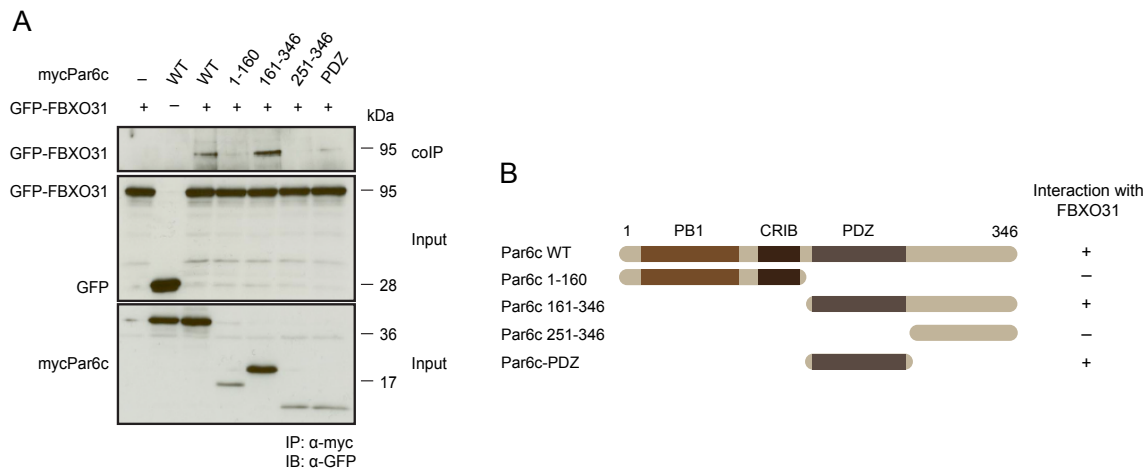 A
mycPar6c – WT WT 1-160 161-346 251-346 PDZ
GFP-FBXO31 + – + + + + +
kDa
GFP-FBXO31 – 95 coIP
GFP-FBXO31 – 95
Input
GFP – 28
– 36
mycPar6c Input
– 17
IP: α-myc
IB: α-GFP
B
Interaction with
FBXO31
1 PB1 CRIB PDZ 346
Par6c WT +
Par6c 1-160 –
Par6c 161-346 +
Par6c 251-346 –
Par6c-PDZ +